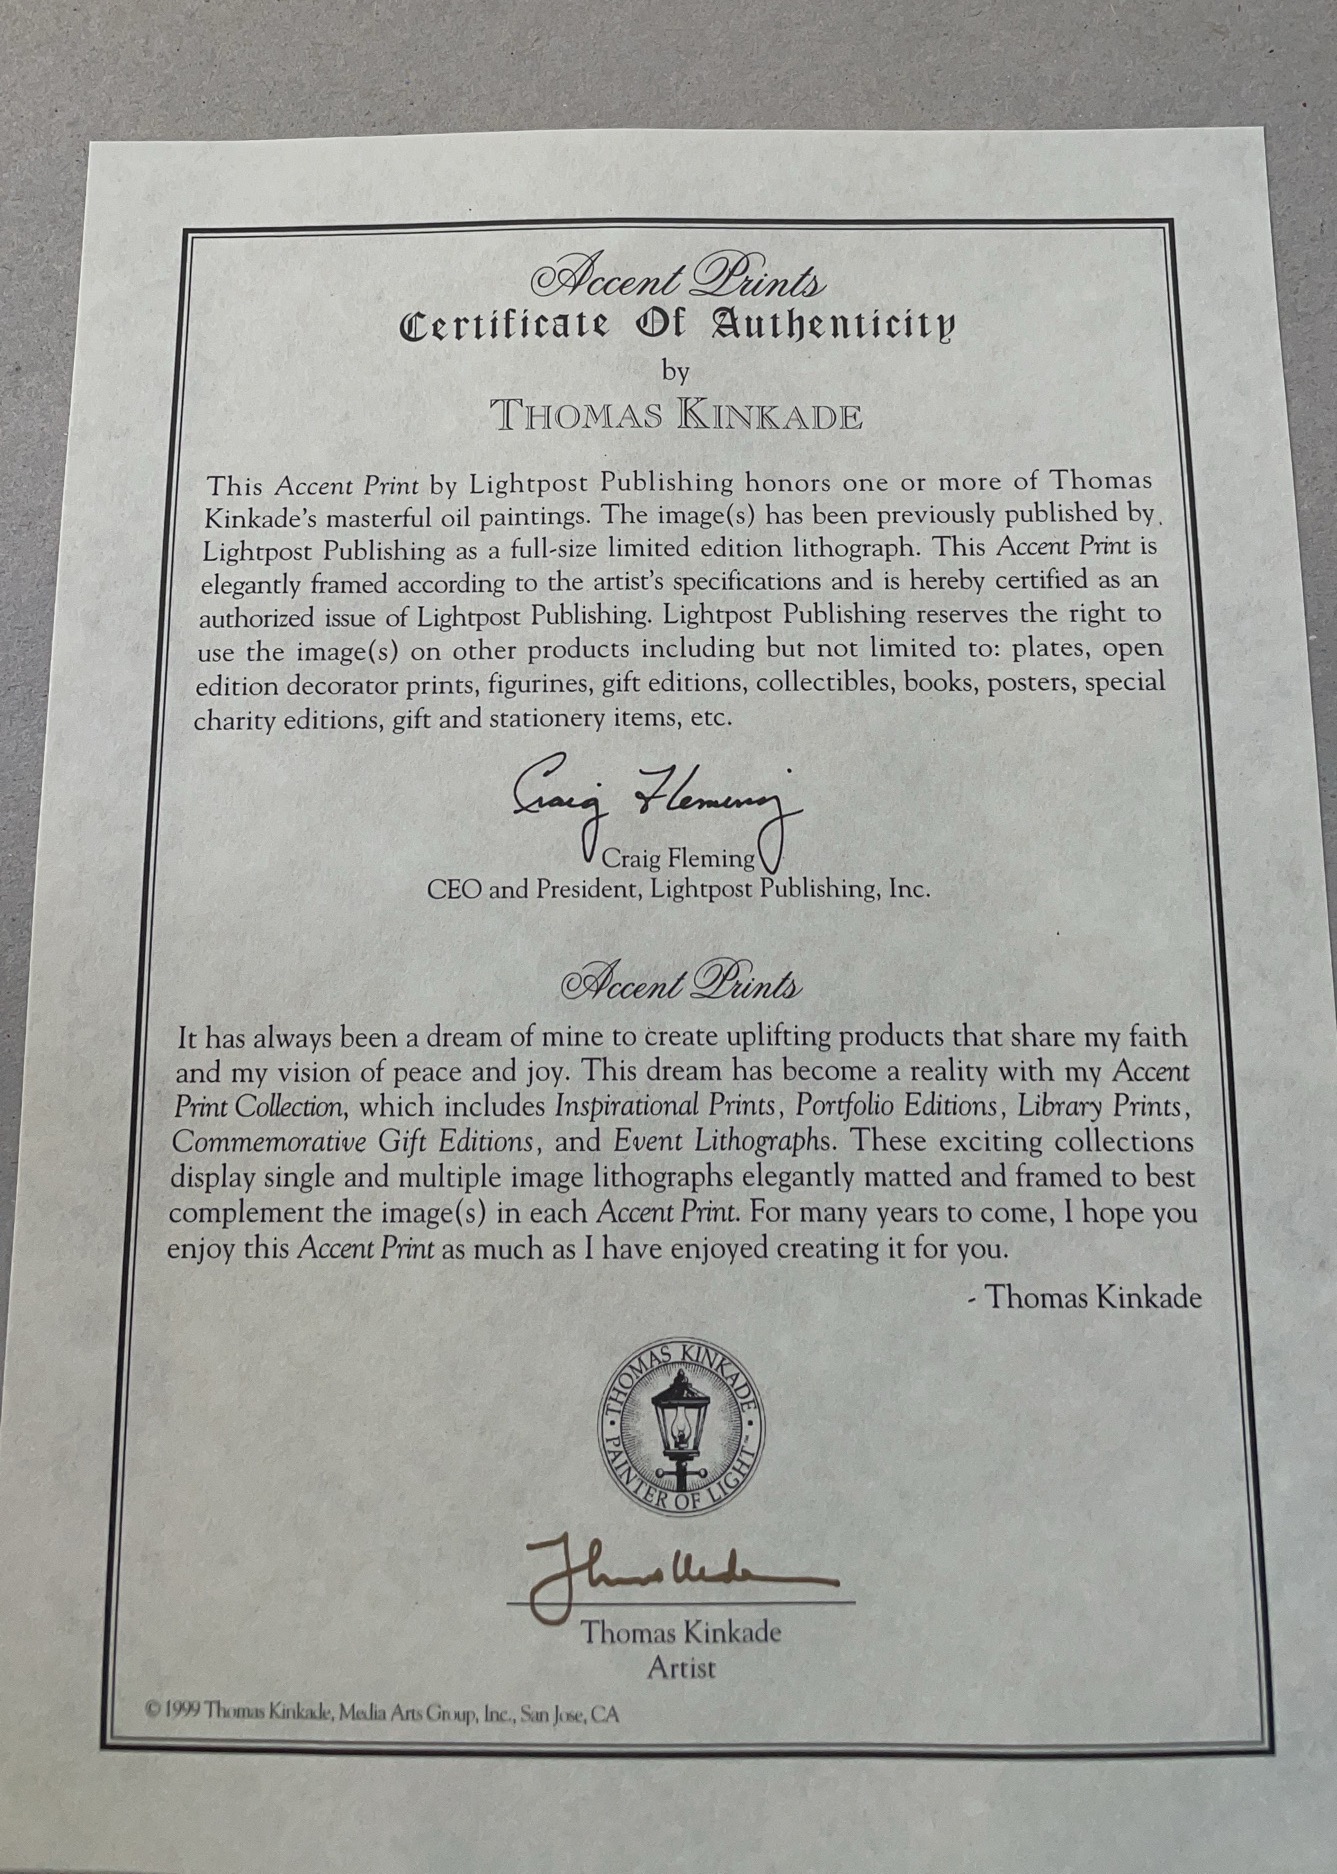 Accent Prints
Certificate Of Authenticity
by
THOMAS KINKADE
This Accent Print by Lightpost Publishing honors one or more of Thomas
Kinkade's masterful oil paintings. The image(s) has been previously published by
Lightpost Publishing as a full-size limited edition lithograph. This Accent Print is
elegantly framed according to the artist's specifications and is hereby certified as an
authorized issue of Lightpost Publishing. Lightpost Publishing reserves the right to
use the image(s) on other products including but not limited to: plates, open
edition decorator prints, figurines, gift editions, collectibles, books, posters, special
charity editions, gift and stationery items, etc.
Craig Fleming
Craig Fleming
CEO and President, Lightpost Publishing, Inc.
Accent Prints
It has always been a dream of mine to create uplifting products that share my faith
and my vision of peace and joy. This dream has become a reality with my Accent
Print Collection, which includes Inspirational Prints, Portfolio Editions, Library Prints,
Commemorative Gift Editions, and Event Lithographs. These exciting collections
display single and multiple image lithographs elegantly matted and framed to best
complement the image(s) in each Accent Print. For many years to come, I hope you
enjoy this Accent Print as much as I have enjoyed creating it for you.
- Thomas Kinkade
• THOMAS KINKADE •
PAINTER OF LIGHT™
Thomas Kinkade
Artist
© 1999 Thomas Kinkade, Media Arts Group, Inc., San Jose, CA